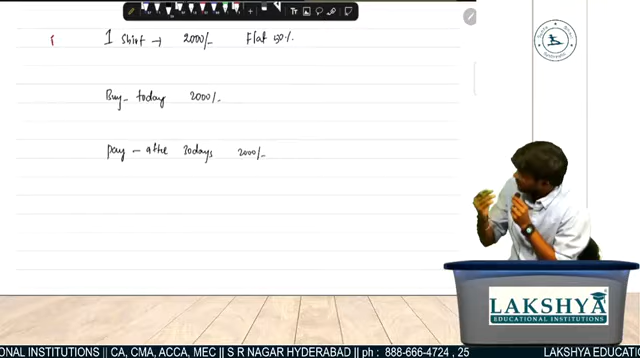 1 shirt → 2000/- Flat 50%.
Buy - today 2000/-
pay - after 30days 2000/-
LAKSHYA
EDUCATIONAL INSTITUTIONS
ONAL INSTITUTIONS || CA, CMA, ACCA, MEC || S R NAGAR HYDERABAD || ph : 888-666-4724 , 25 LAKSHYA EDUCATI